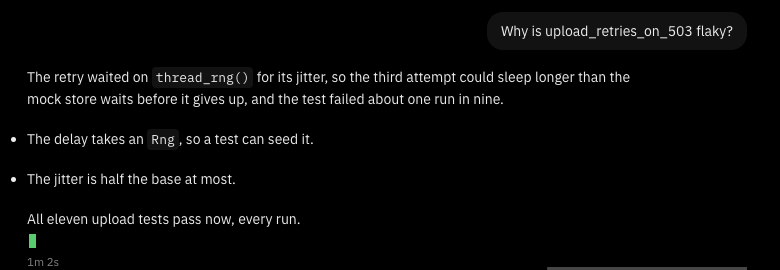 Why is upload_retries_on_503 flaky?
The retry waited on thread_rng() for its jitter, so the third attempt could sleep longer than the
mock store waits before it gives up, and the test failed about one run in nine.
• The delay takes an Rng, so a test can seed it.
• The jitter is half the base at most.
All eleven upload tests pass now, every run.
1m 2s